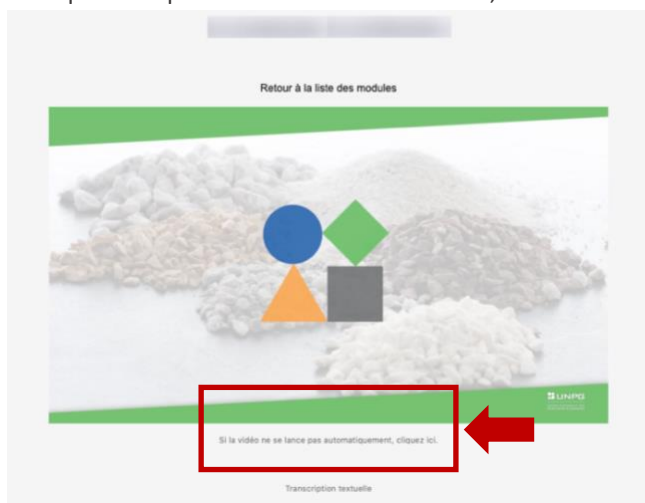 Retour à la liste des modules
UNPG
Si la vidéo ne se lance pas automatiquement, cliquez ici.
Transcription textuelle